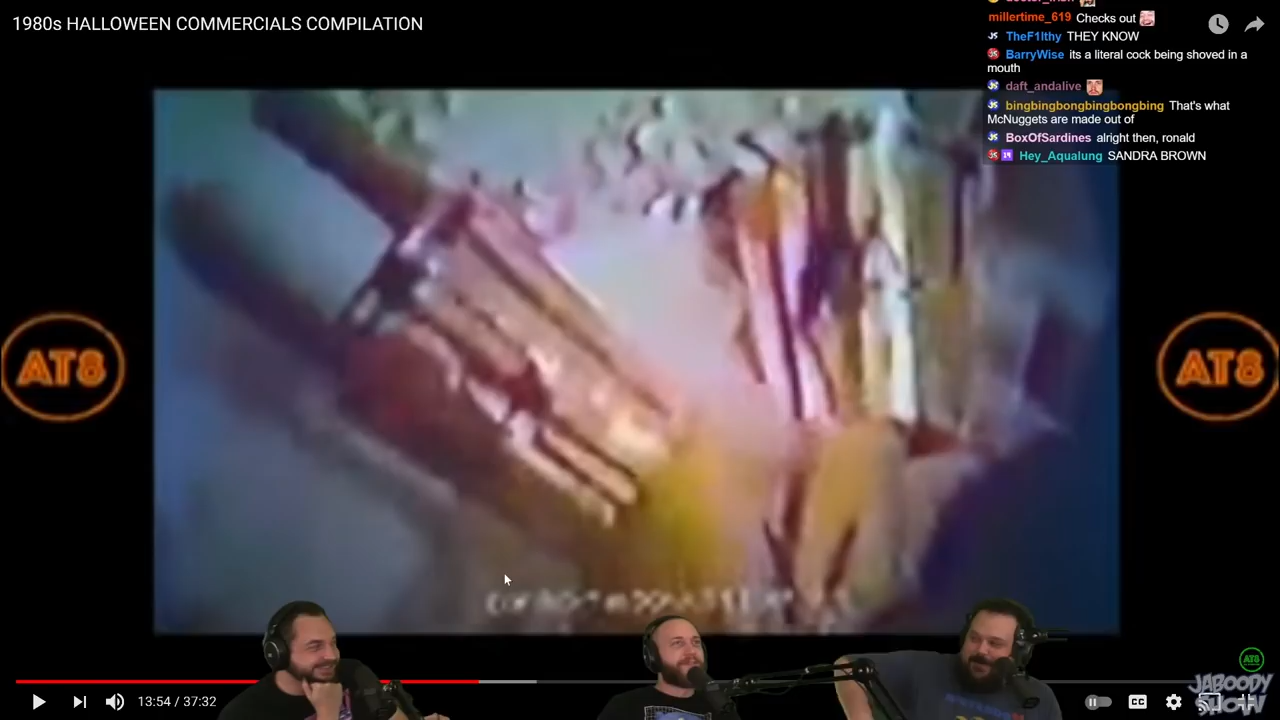 1980s HALLOWEEN COMMERCIALS COMPILATION
millertime_619 Checks out
TheF1lthy THEY KNOW
BarryWise its a literal cock being shoved in a
mouth
daft_andalive
bingbingbongbingbongbing That's what
McNuggets are made out of
BoxOfSardines alright then, ronald
Hey_Aqualung SANDRA BROWN
AT8
AT8
AT8
JABOODY
SHOW
13:54 / 37:32
CC